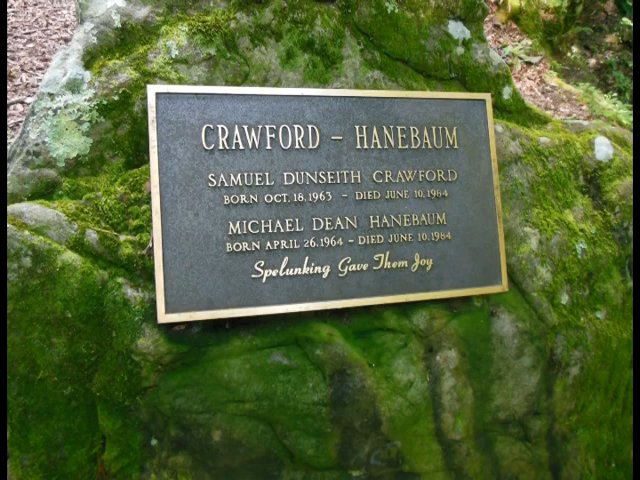 CRAWFORD - HANEBAUM
SAMUEL DUNSEITH CRAWFORD
BORN OCT. 18. 1963 - DIED JUNE 10. 1984
MICHAEL DEAN HANEBAUM
BORN APRIL 26. 1964 - DIED JUNE 10. 1984
Spelunking Gave Them Joy